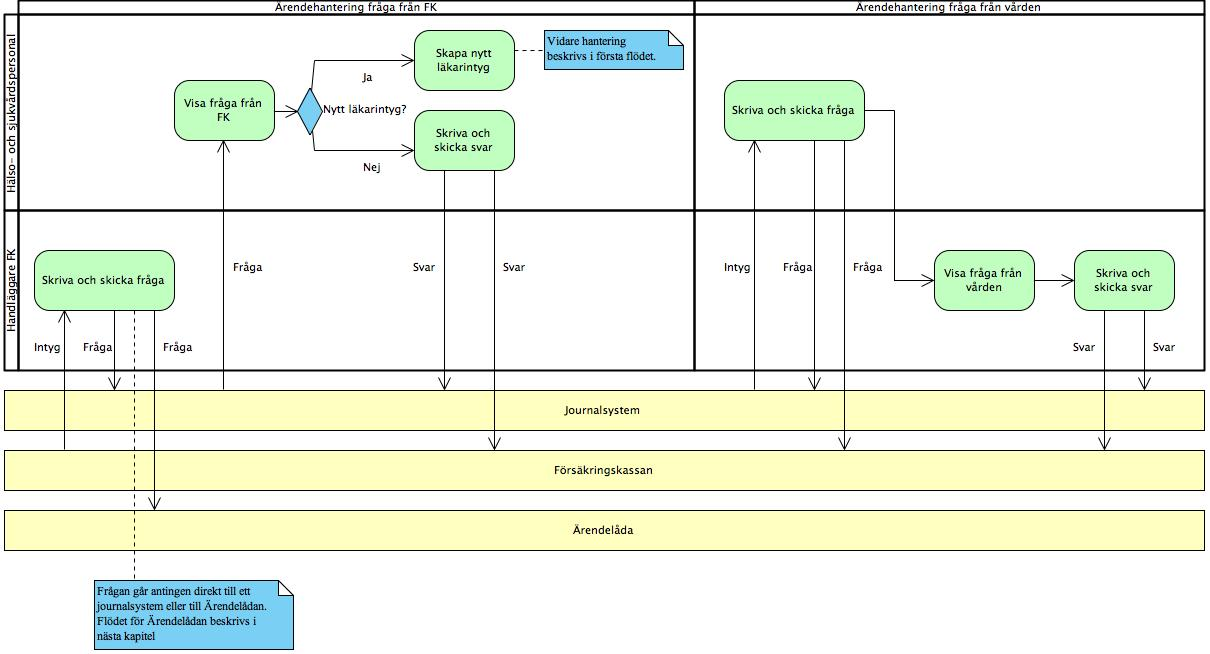 Ärendehantering fråga från FK
Ärendehantering fråga från vården
Hälso- och sjukvårdspersonal
Visa fråga från
FK
Nytt läkarintyg?
Ja
Nej
Skapa nytt
läkarintyg
Vidare hantering
beskrivs i första flödet.
Skriva och
skicka svar
Skriva och skicka fråga
Handläggare FK
Skriva och skicka fråga
Intyg
Fråga
Fråga
Fråga
Svar
Svar
Intyg
Fråga
Fråga
Visa fråga från
vården
Skriva och
skicka svar
Svar
Svar
Journalsystem
Försäkringskassan
Ärendelåda
Frågan går antingen direkt till ett
journalsystem eller till Ärendelådan.
Flödet för Ärendelådan beskrivs i
nästa kapitel